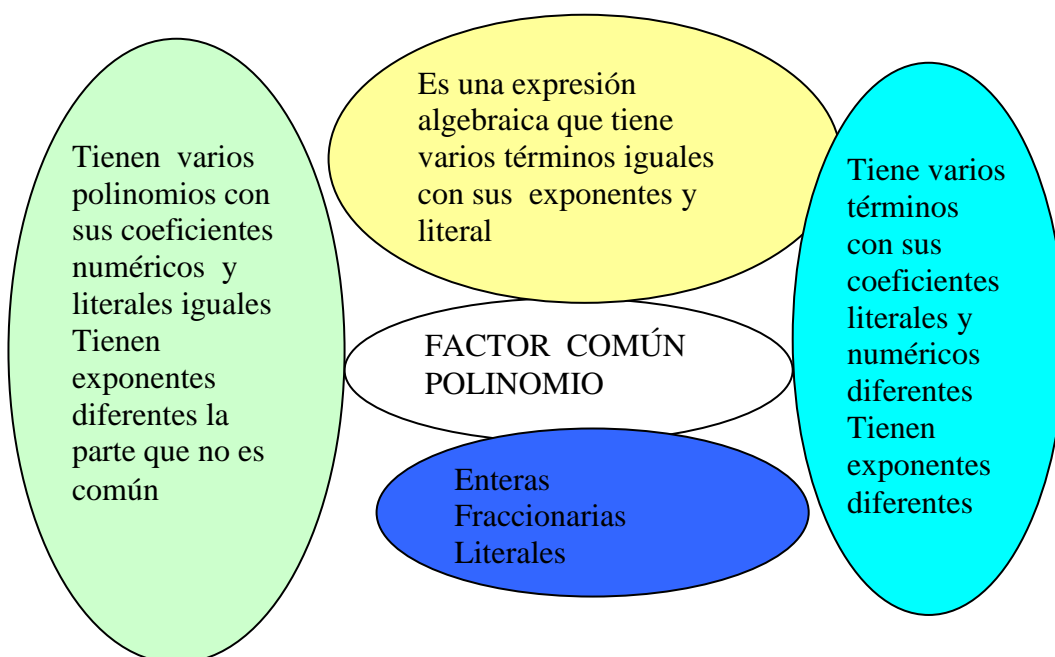 Es una expresión
algebraica que tiene
varios términos iguales
con sus exponentes y
literal
Tienen varios
polinomios con
sus coeficientes
numéricos y
literales iguales
Tienen
exponentes
diferentes la
parte que no es
común
FACTOR COMÚN
POLINOMIO
Tiene varios
términos
con sus
coeficientes
literales y
numéricos
diferentes
Tienen
exponentes
diferentes
Enteras
Fraccionarias
Literales